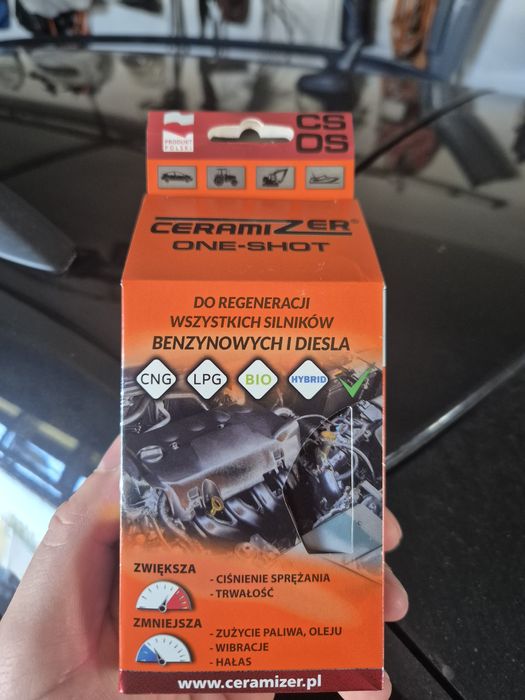 PRODUKT
POLSKI
CS
OS
CERAMIZER®
ONE-SHOT
DO REGENERACJI
WSZYSTKICH SILNIKÓW
BENZYNOWYCH I DIESLA
CNG LPG BIO HYBRID
ZWIĘKSZA
- CIŚNIENIE SPRĘŻANIA
- TRWAŁOŚĆ
ZMNIEJSZA
- ZUŻYCIE PALIWA, OLEJU
- WIBRACJE
- HAŁAS
www.ceramizer.pl